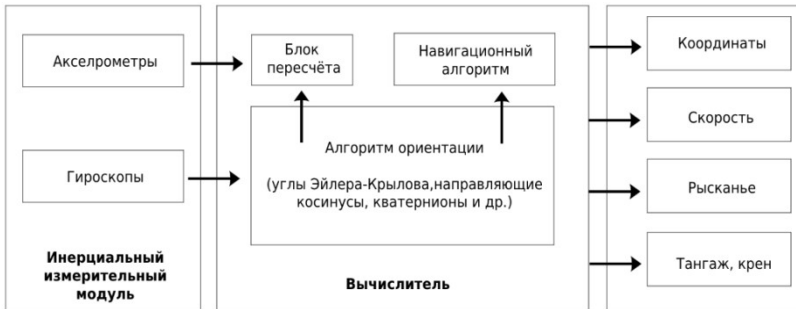 Акселрометры
Гироскопы
Инерциальный
измерительный
модуль
Блок
пересчёта
Навигационный
алгоритм
Алгоритм ориентации
(углы Эйлера-Крылова,направляющие
косинусы, кватернионы и др.)
Вычислитель
Координаты
Скорость
Рысканье
Тангаж, крен